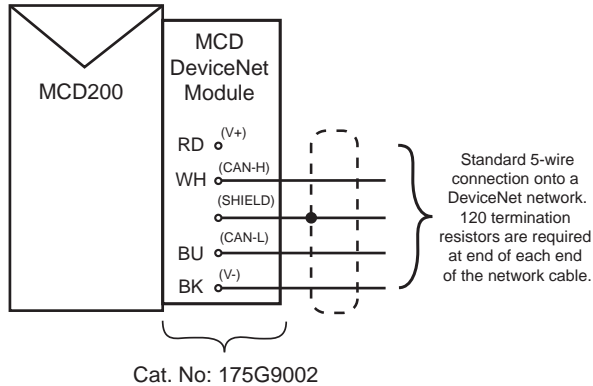 MCD200
MCD
DeviceNet
Module
RD (V+)
WH (CAN-H)
(SHIELD)
BU (CAN-L)
BK (V-)
Standard 5-wire
connection onto a
DeviceNet network.
120 termination
resistors are required
at end of each end
of the network cable.
Cat. No: 175G9002